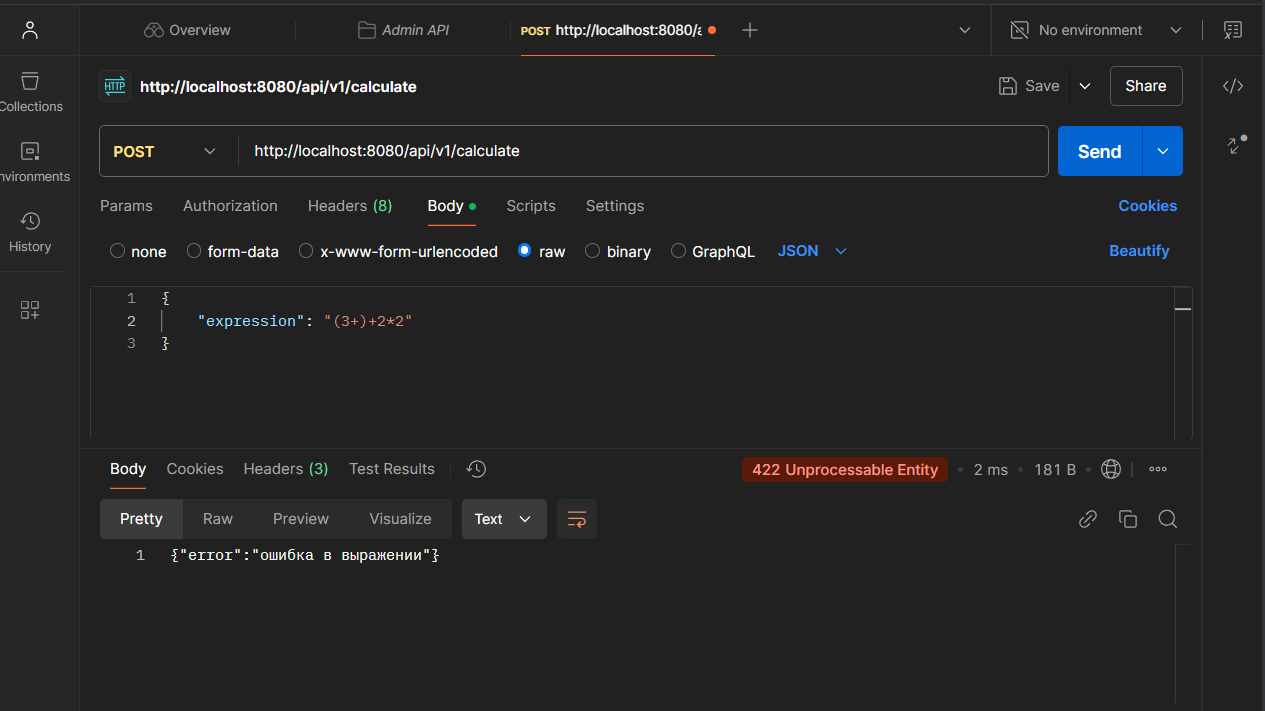 Overview
Admin API
POST http://localhost:8080/a
No environment
HTTP http://localhost:8080/api/v1/calculate
Save
Share
Collections
nvironments
History
POST
http://localhost:8080/api/v1/calculate
Send
Params Authorization Headers (8) Body Scripts Settings Cookies
none form-data x-www-form-urlencoded raw binary GraphQL JSON Beautify
1 {
2 "expression": "(3+)+2*2"
3 }
Body Cookies Headers (3) Test Results
422 Unprocessable Entity 2 ms 181 B
Pretty Raw Preview Visualize Text
1 {"error":"ошибка в выражении"}